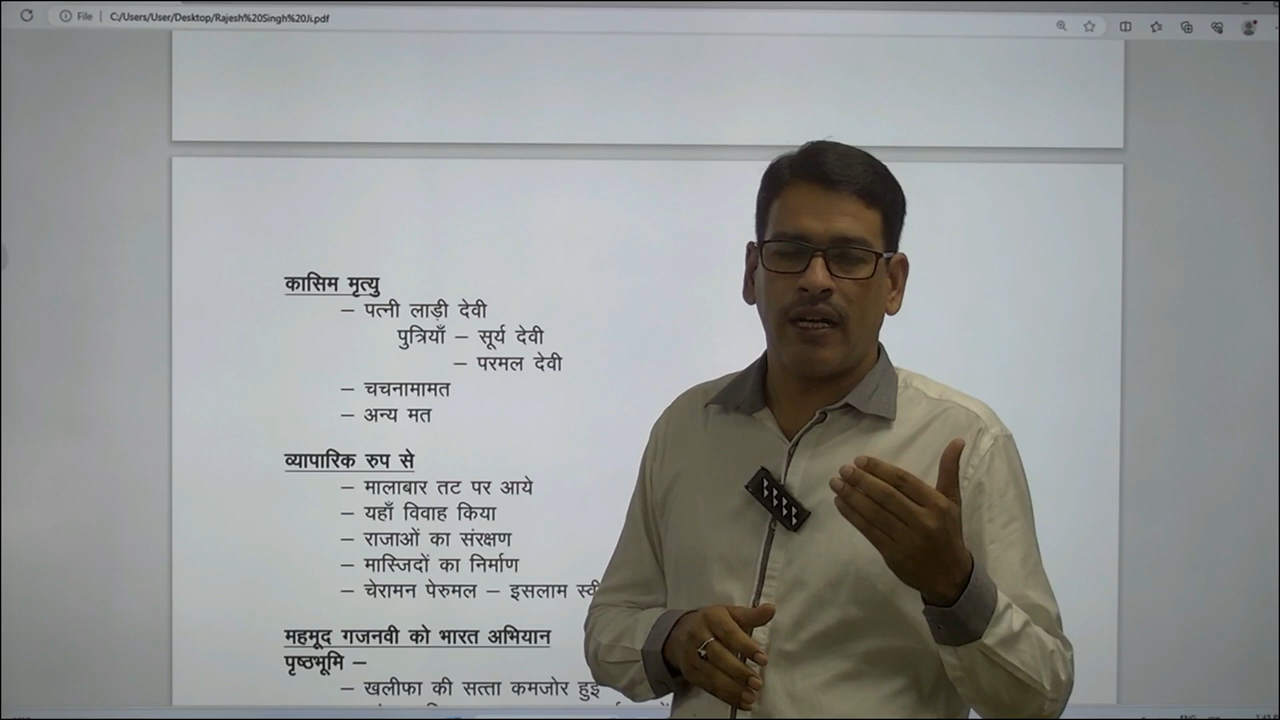 File
C:/Users/User/Desktop/Rajesh%20Singh%20Ji.pdf
कासिम मृत्यु
– पत्नी लाड़ी देवी
पुत्रियाँ – सूर्य देवी
– परमल देवी
– चचनामामत
– अन्य मत
व्यापारिक रुप से
– मालाबार तट पर आये
– यहाँ विवाह किया
– राजाओं का संरक्षण
– मास्जिदों का निर्माण
– चेरामन पेरुमल – इसलाम
महमूद गजनवी को भारत अभियान
पृष्ठभूमि –
– खलीफा की सत्ता कमजोर हुई